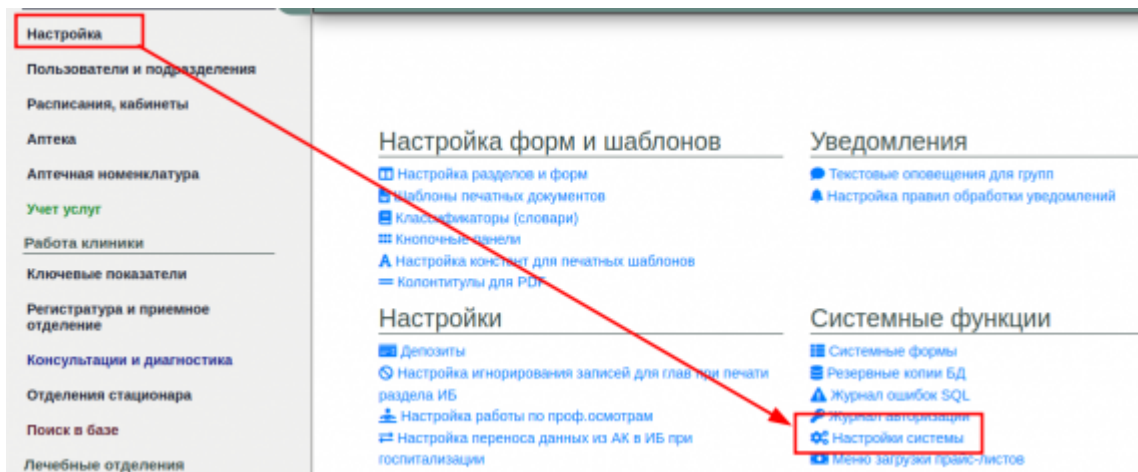 Настройка
Пользователи и подразделения
Расписания, кабинеты
Аптека
Аптечная номенклатура
Учет услуг
Работа клиники
Ключевые показатели
Регистратура и приемное
отделение
Консультации и диагностика
Отделения стационара
Поиск в базе
Лечебные отделения
Настройка форм и шаблонов
Настройка разделов и форм
Шаблоны печатных документов
Классификаторы (словари)
Кнопочные панели
Настройка констант для печатных шаблонов
Колонтитулы для PDF
Уведомления
Текстовые оповещения для групп
Настройка правил обработки уведомлений
Настройки
Депозиты
Настройка игнорирования записей для глав при печати
раздела ИБ
Настройка работы по проф.осмотрам
Настройка переноса данных из АК в ИБ при
госпитализации
Системные функции
Системные формы
Резервные копии БД
Журнал ошибок SQL
Журнал авторизации
Настройки системы
Меню загрузки прайс-листов